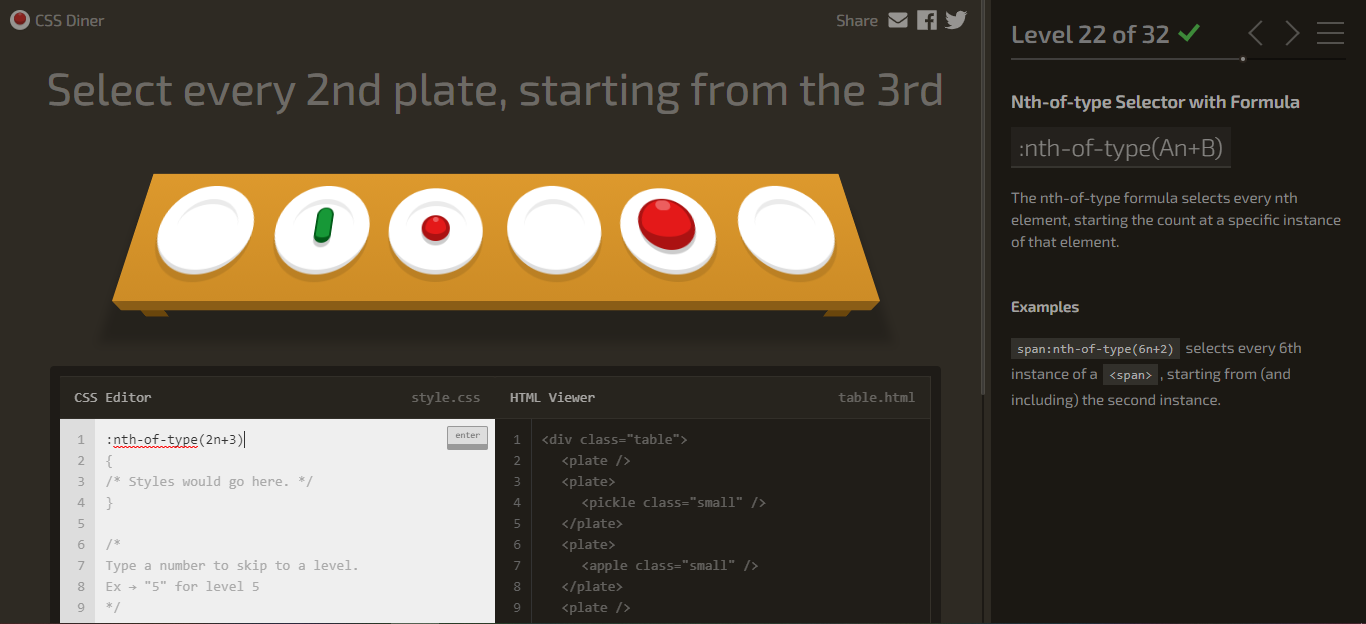 CSS Diner
Share
Select every 2nd plate, starting from the 3rd
CSS Editor style.css
enter
1 :nth-of-type(2n+3)
2 {
3 /* Styles would go here. */
4 }
5
6 /*
7 Type a number to skip to a level.
8 Ex → "5" for level 5
9 */
HTML Viewer table.html
1 <div class="table">
2 <plate />
3 <plate>
4 <pickle class="small" />
5 </plate>
6 <plate>
7 <apple class="small" />
8 </plate>
9 <plate />
Level 22 of 32
Nth-of-type Selector with Formula
:nth-of-type(An+B)
The nth-of-type formula selects every nth
element, starting the count at a specific instance
of that element.
Examples
span:nth-of-type(6n+2) selects every 6th
instance of a <span> , starting from (and
including) the second instance.